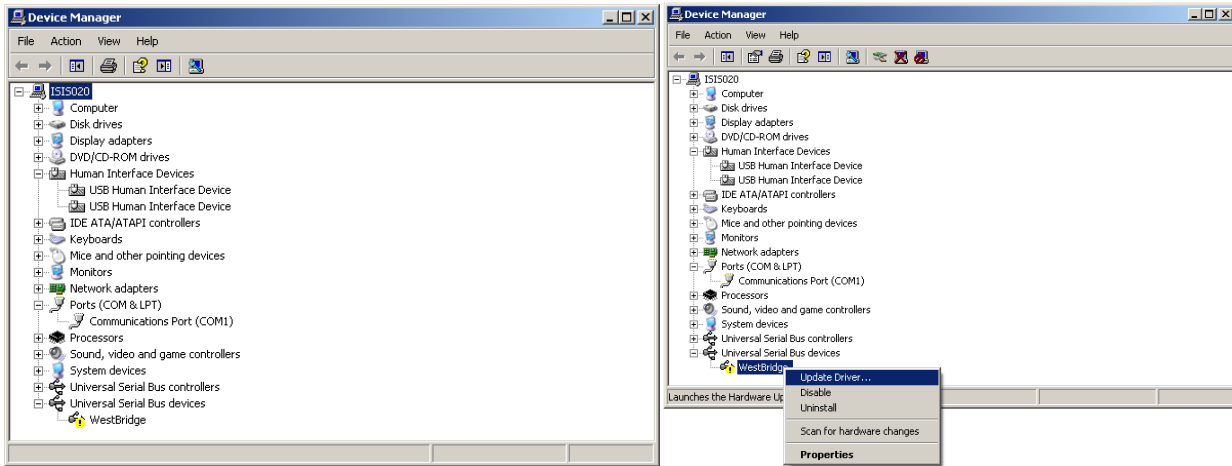 Device Manager
File Action View Help
ISIS020
Computer
Disk drives
Display adapters
DVD/CD-ROM drives
Human Interface Devices
USB Human Interface Device
USB Human Interface Device
IDE ATA/ATAPI controllers
Keyboards
Mice and other pointing devices
Monitors
Network adapters
Ports (COM & LPT)
Communications Port (COM1)
Processors
Sound, video and game controllers
System devices
Universal Serial Bus controllers
Universal Serial Bus devices
WestBridge
Device Manager
File Action View Help
ISIS020
Computer
Disk drives
Display adapters
DVD/CD-ROM drives
Human Interface Devices
USB Human Interface Device
USB Human Interface Device
IDE ATA/ATAPI controllers
Keyboards
Mice and other pointing devices
Monitors
Network adapters
Ports (COM & LPT)
Communications Port (COM1)
Processors
Sound, video and game controllers
System devices
Universal Serial Bus controllers
Universal Serial Bus devices
WestBridge
Update Driver...
Disable
Uninstall
Scan for hardware changes
Properties
Launches the Hardware Up